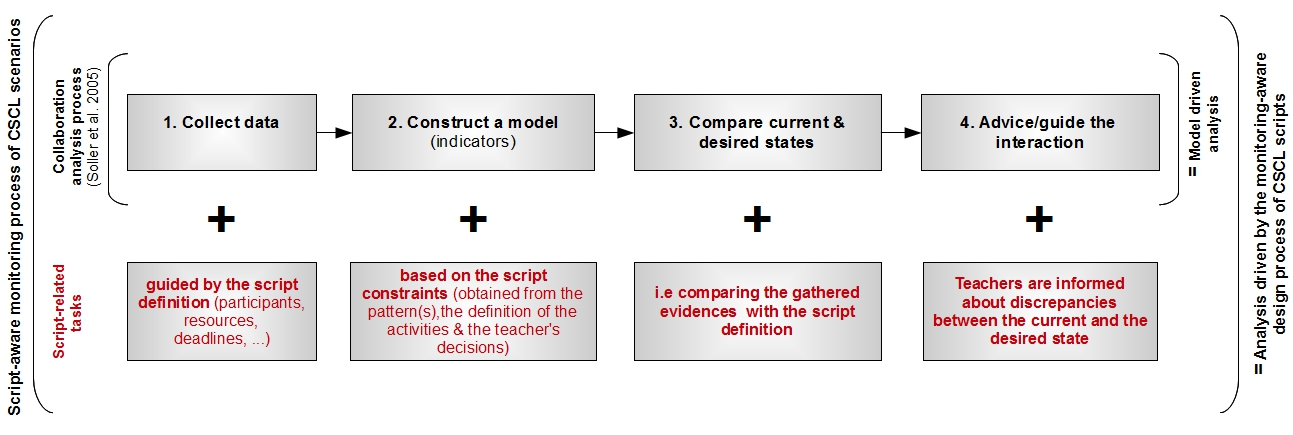 Script-aware monitoring process of CSCL scenarios
Collaboration
analysis process
(Soller et al. 2005)
1. Collect data
2. Construct a model
(indicators)
3. Compare current &
desired states
4. Advice/guide the
interaction
= Model driven
analysis
+
+
+
+
Script-related
tasks
guided by the script
definition (participants,
resources,
deadlines, ...)
based on the script
constraints (obtained from the
pattern(s),the definition of the
activities & the teacher's
decisions)
i.e comparing the gathered
evidences with the script
definition
Teachers are informed
about discrepancies
between the current and the
desired state
= Analysis driven by the monitoring-aware
design process of CSCL scripts